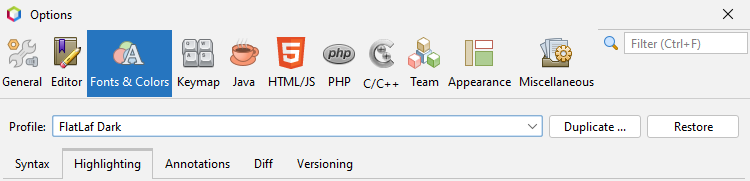 Options
Filter (Ctrl+F)
General Editor Fonts & Colors Keymap Java HTML/JS PHP C/C++ Team Appearance Miscellaneous
Profile: FlatLaf Dark Duplicate ... Restore
Syntax Highlighting Annotations Diff Versioning